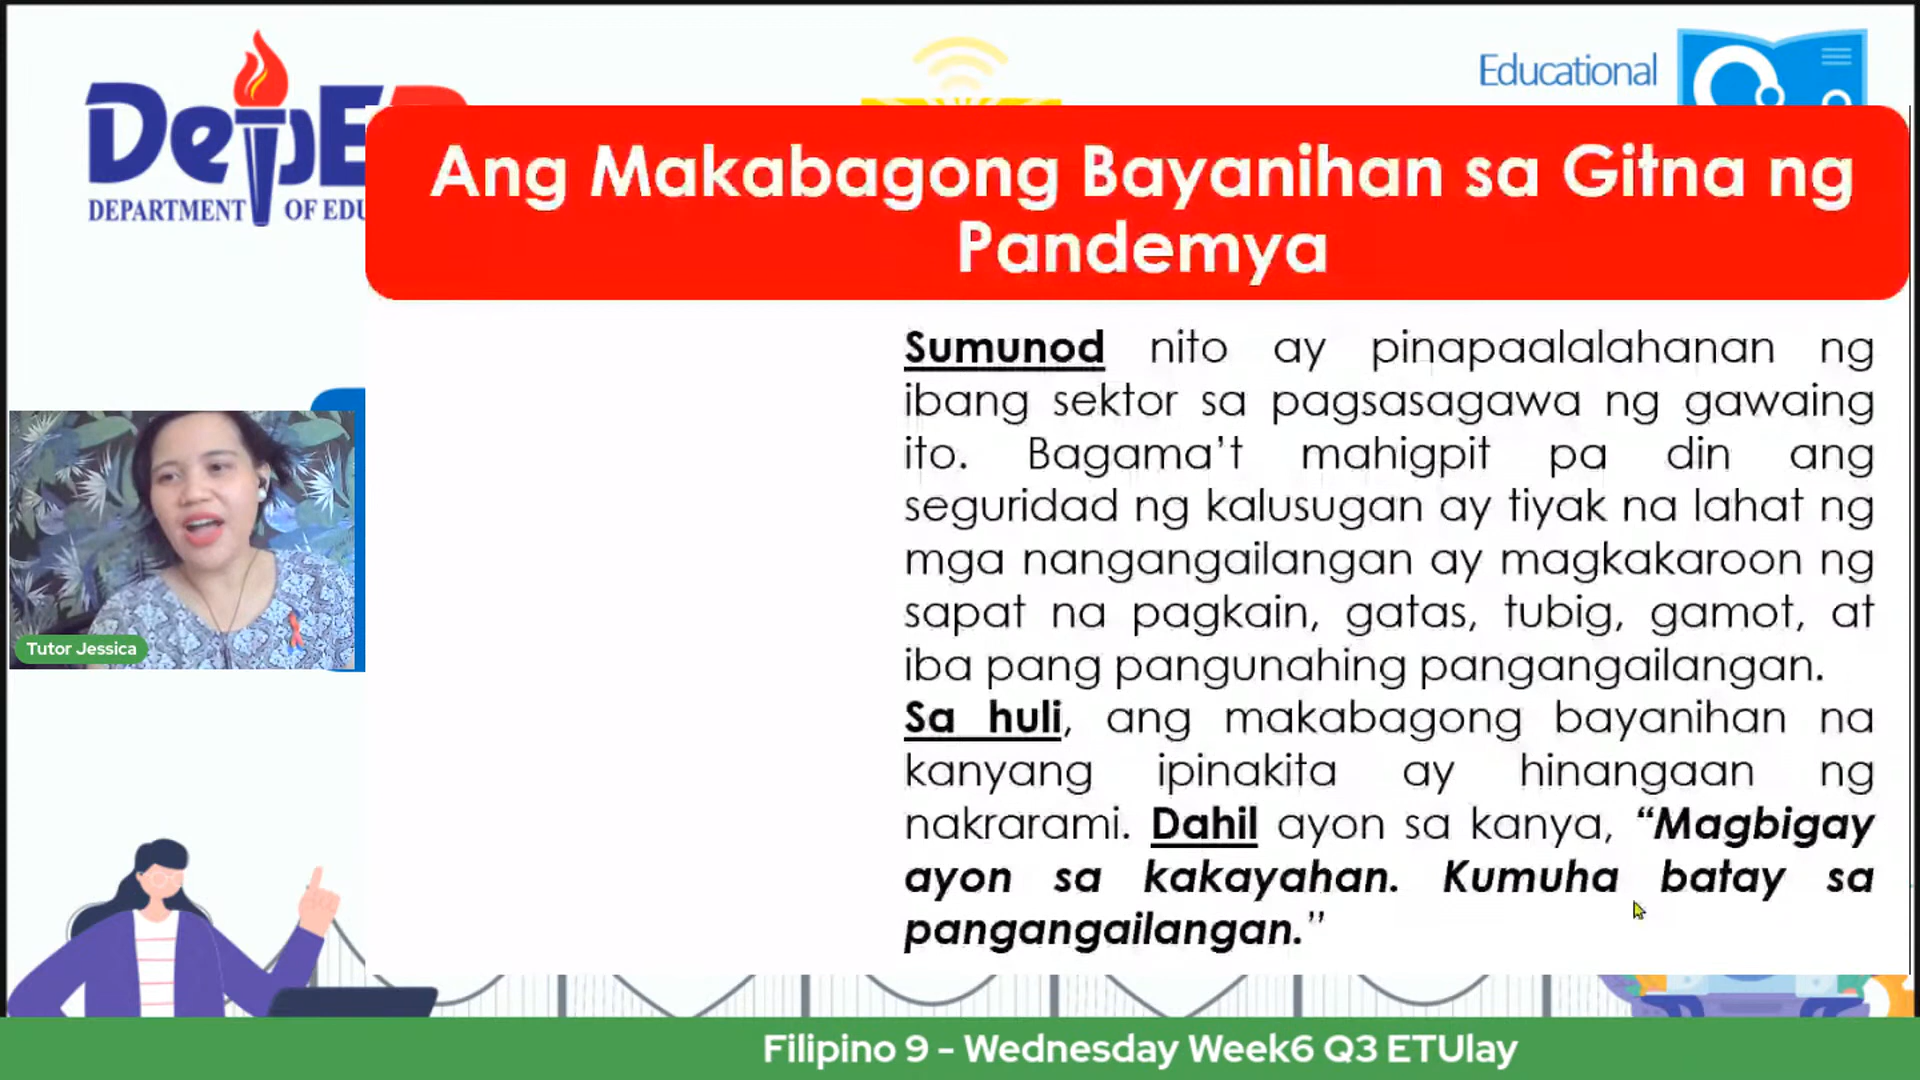 DepE
DEPARTMENT OF EDU
Educational
Ang Makabagong Bayanihan sa Gitna ng
Pandemya
Sumunod nito ay pinapaalalahanan ng
ibang sektor sa pagsasagawa ng gawaing
ito. Bagama't mahigpit pa din ang
seguridad ng kalusugan ay tiyak na lahat ng
mga nangangailangan ay magkakaroon ng
sapat na pagkain, gatas, tubig, gamot, at
iba pang pangunahing pangangailangan.
Sa huli, ang makabagong bayanihan na
kanyang ipinakita ay hinangaan ng
nakrarami. Dahil ayon sa kanya, “Magbigay
ayon sa kakayahan. Kumuha batay sa
pangangailangan.”
Tutor Jessica
Filipino 9 - Wednesday Week6 Q3 ETUlay